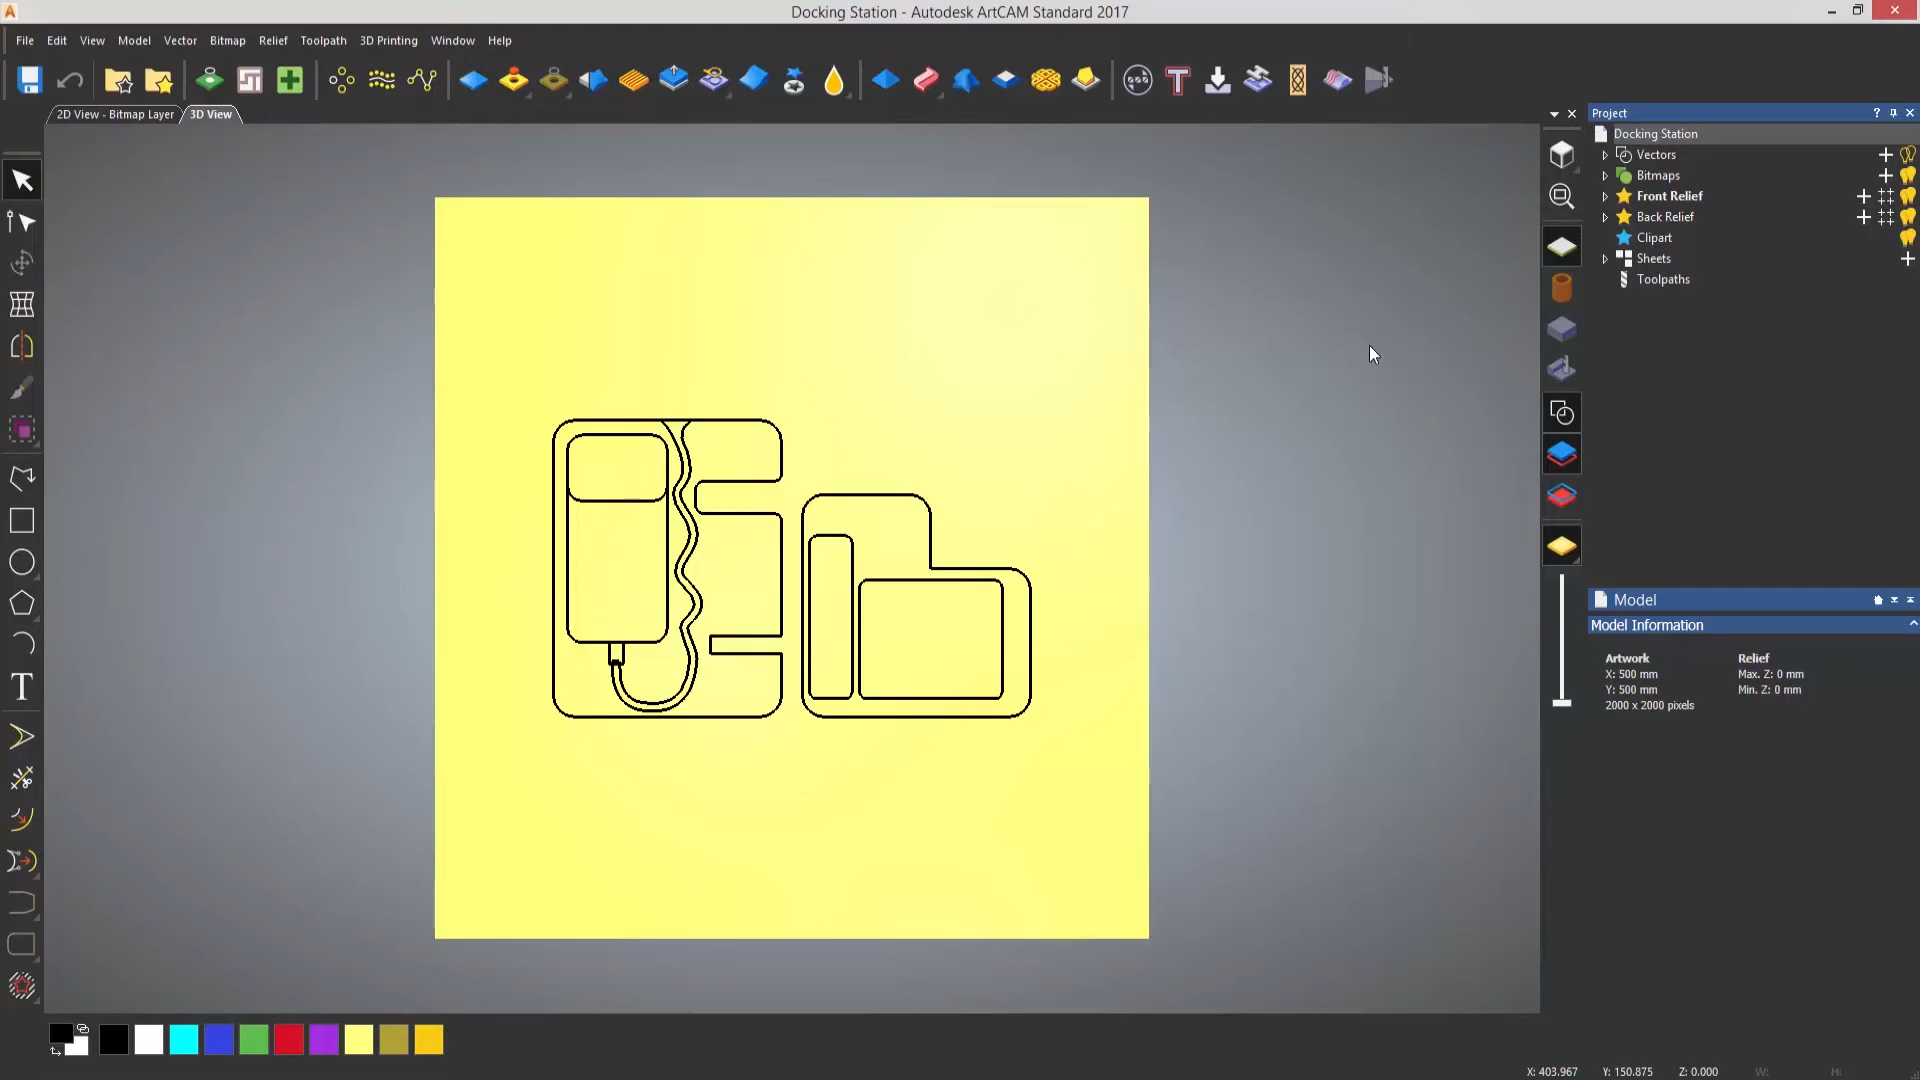 Docking Station - Autodesk ArtCAM Standard 2017
File Edit View Model Vector Bitmap Relief Toolpath 3D Printing Window Help
2D View - Bitmap Layer 3D View
Project
Docking Station
Vectors
Bitmaps
Front Relief
Back Relief
Clipart
Sheets
Toolpaths
Model
Model Information
Artwork Relief
X: 500 mm Max. Z: 0 mm
Y: 500 mm Min. Z: 0 mm
2000 x 2000 pixels
X: 403.967 Y: 150.875 Z: 0.000 W: H: